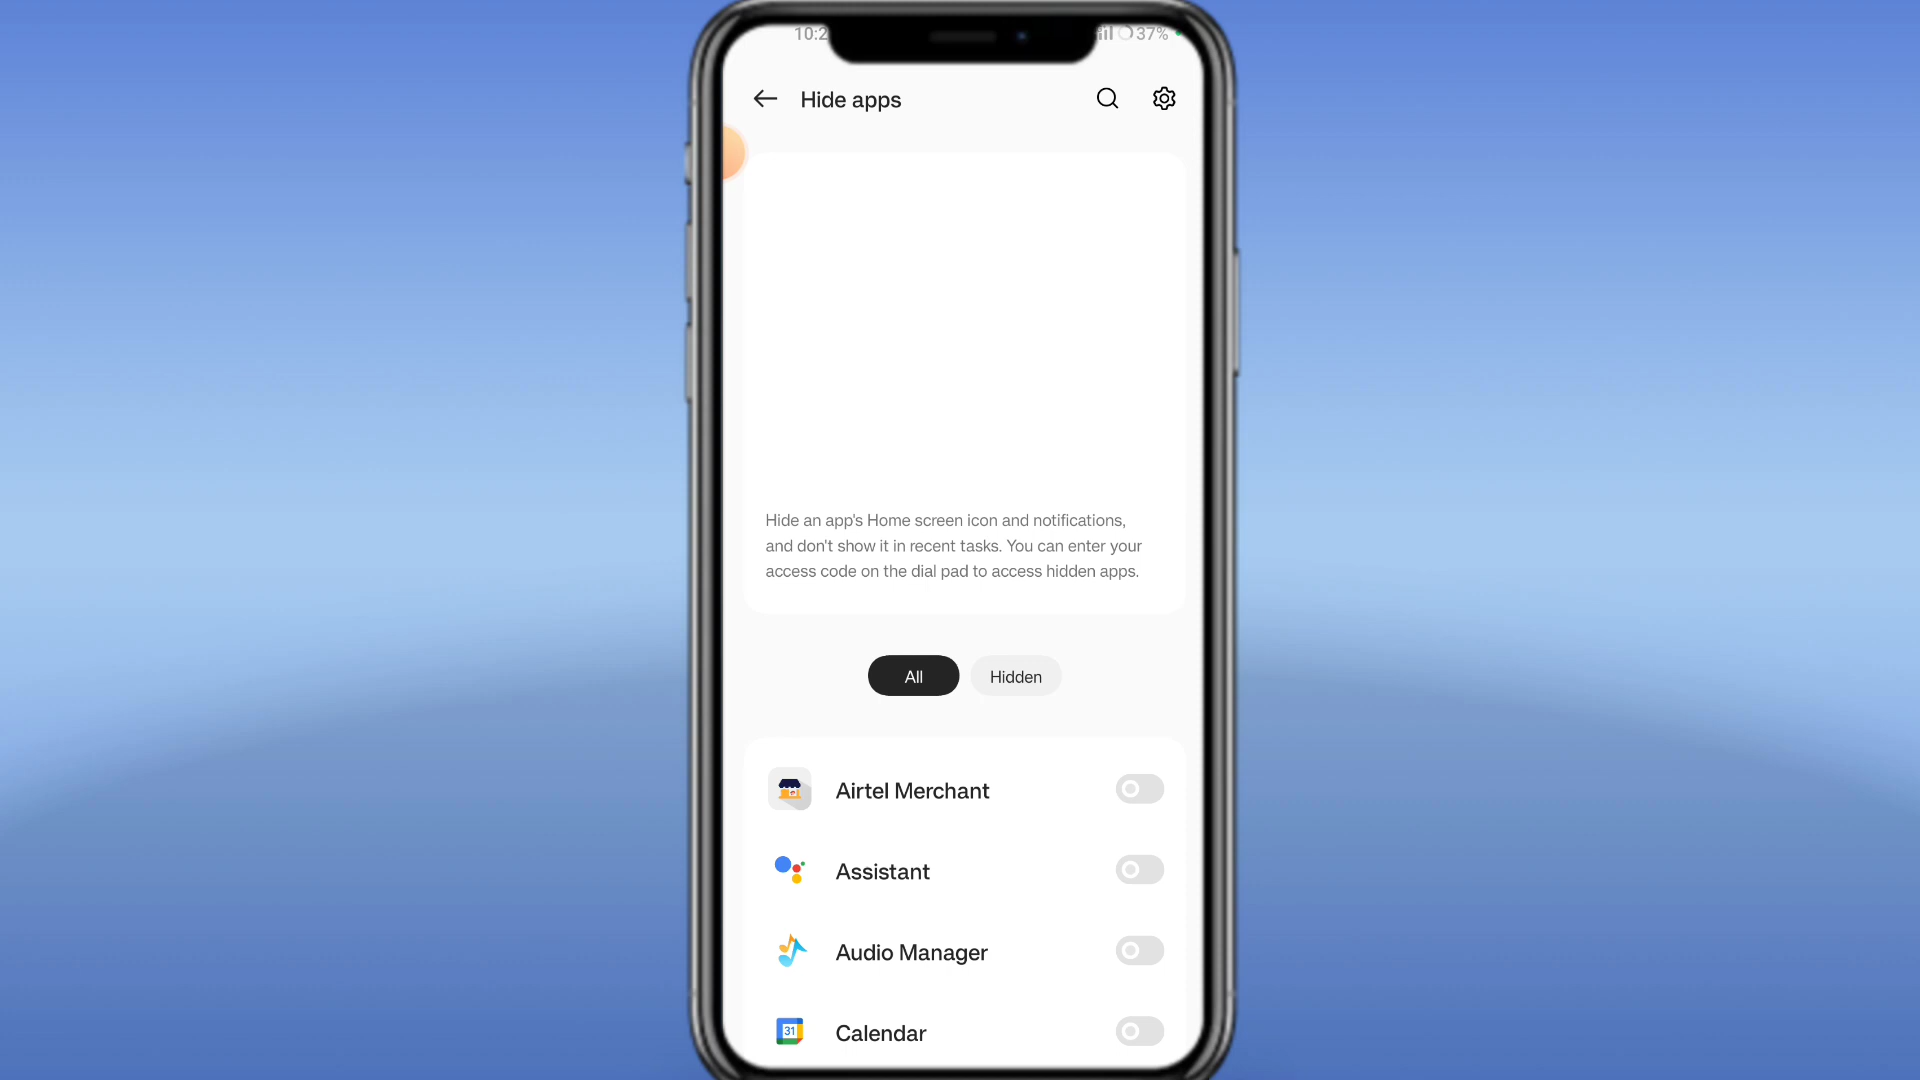 10:2
37%
Hide apps
Hide an app's Home screen icon and notifications,
and don't show it in recent tasks. You can enter your
access code on the dial pad to access hidden apps.
All
Hidden
Airtel Merchant
Assistant
Audio Manager
31
Calendar